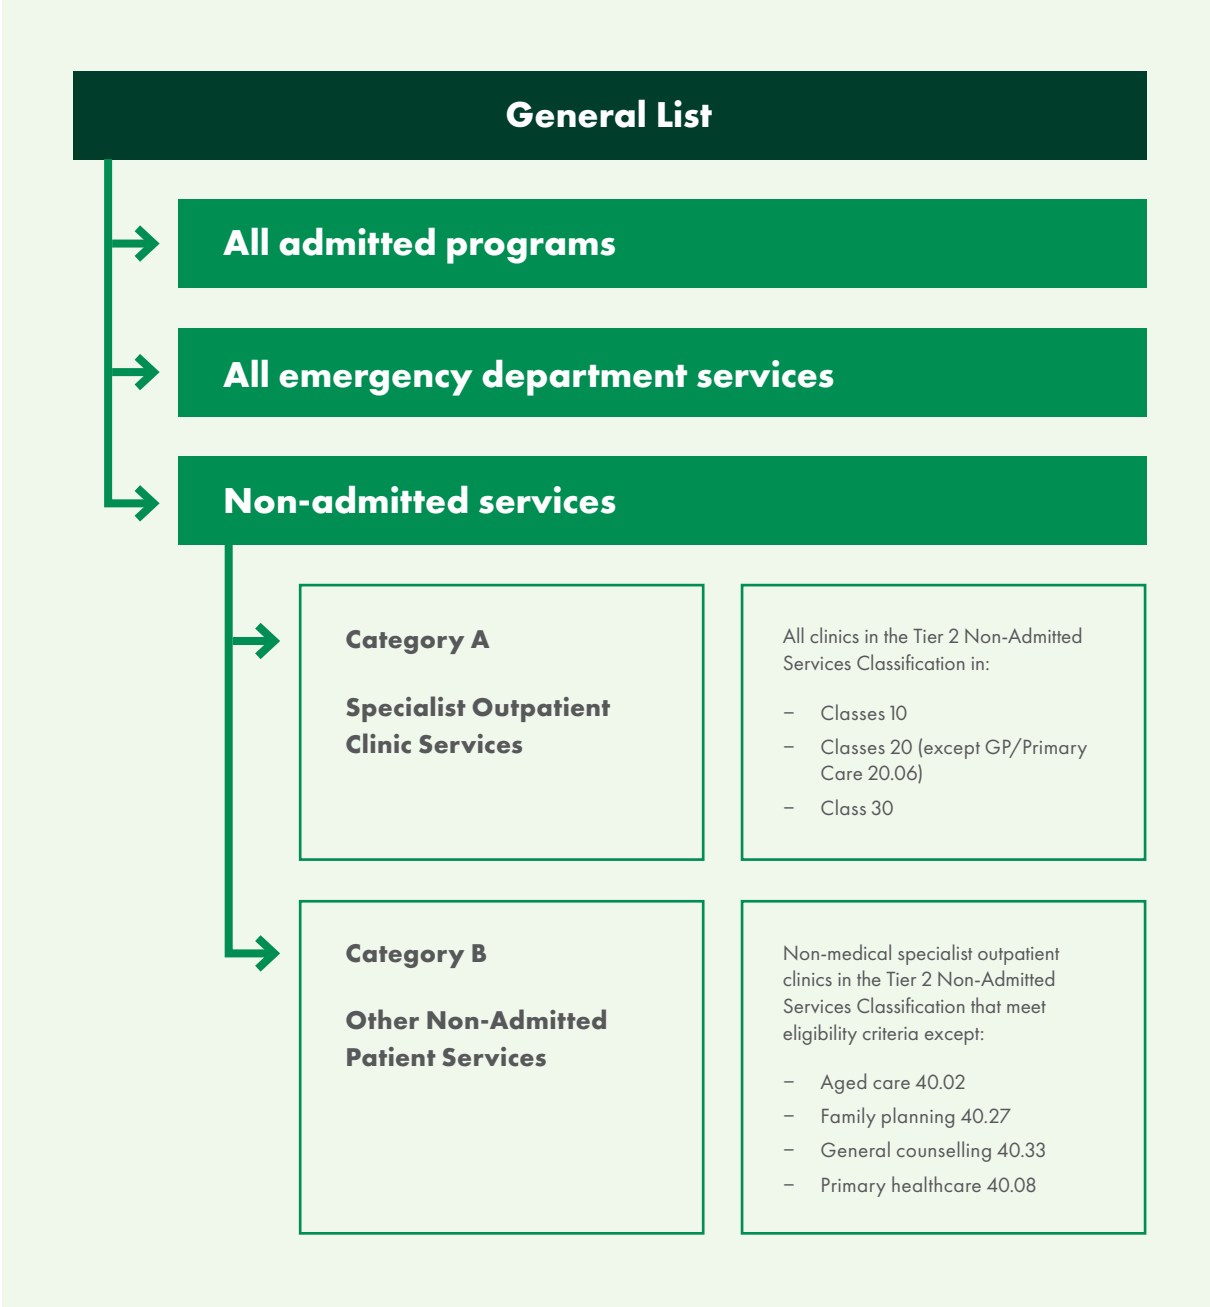 General List
All admitted programs
All emergency department services
Non-admitted services
Category A
Specialist Outpatient
Clinic Services
All clinics in the Tier 2 Non-Admitted
Services Classification in:
– Classes 10
– Classes 20 (except GP/Primary
Care 20.06)
– Class 30
Category B
Other Non-Admitted
Patient Services
Non-medical specialist outpatient
clinics in the Tier 2 Non-Admitted
Services Classification that meet
eligibility criteria except:
– Aged care 40.02
– Family planning 40.27
– General counselling 40.33
– Primary healthcare 40.08